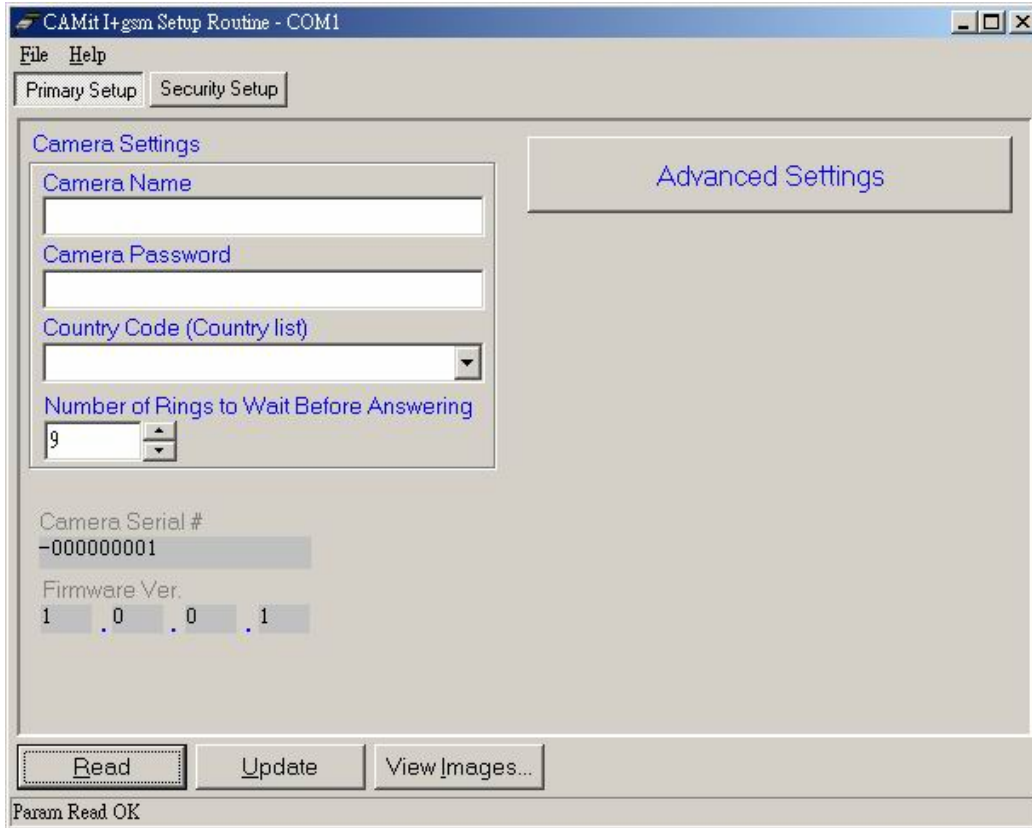 CAMit I+gsm Setup Routine - COM1
File Help
Primary Setup Security Setup
Camera Settings
Camera Name
Camera Password
Country Code (Country list)
Number of Rings to Wait Before Answering
9
Advanced Settings
Camera Serial #
-000000001
Firmware Ver.
1 . 0 . 0 . 1
Read Update View Images...
Param Read OK